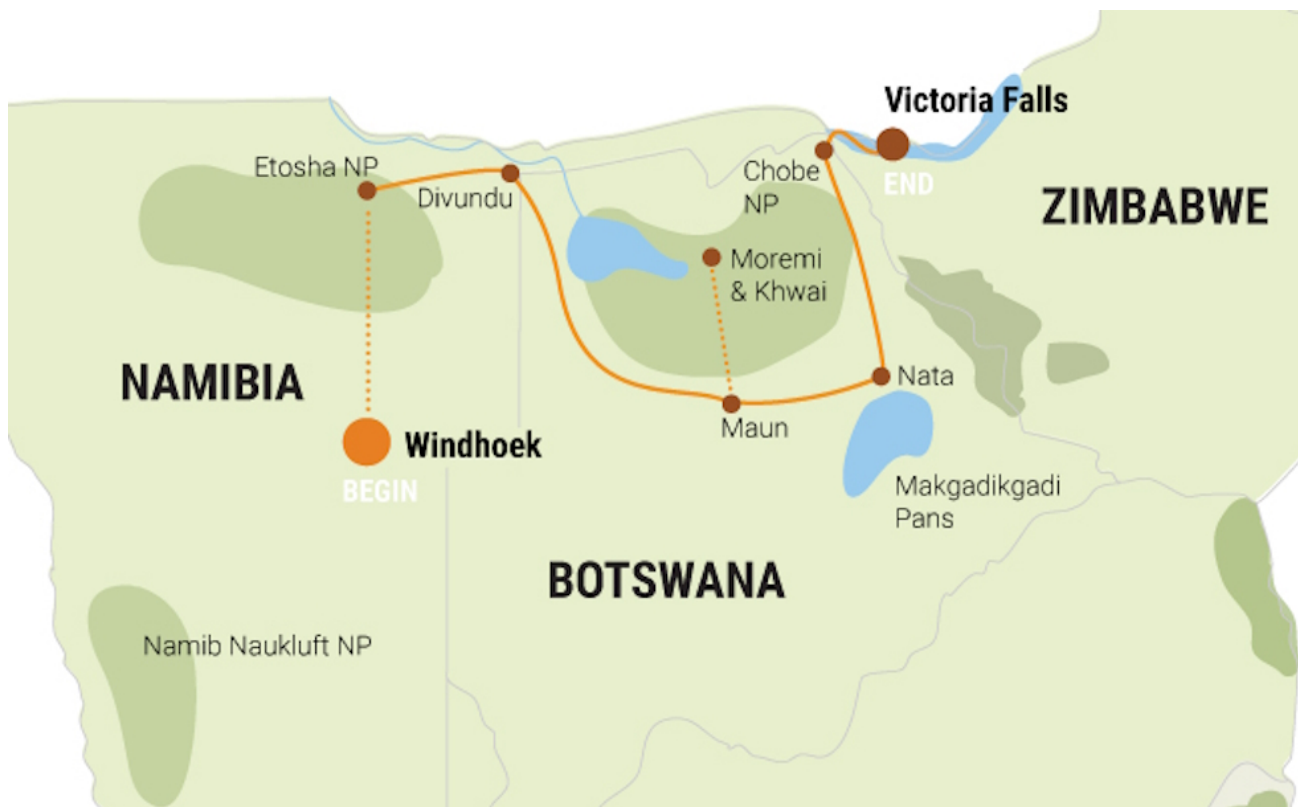 Victoria Falls
END
Etosha NP
Divundu
Chobe
NP
ZIMBABWE
Moremi
& Khwai
NAMIBIA
Nata
Maun
Windhoek
BEGIN
Makgadikgadi
Pans
BOTSWANA
Namib Naukluft NP